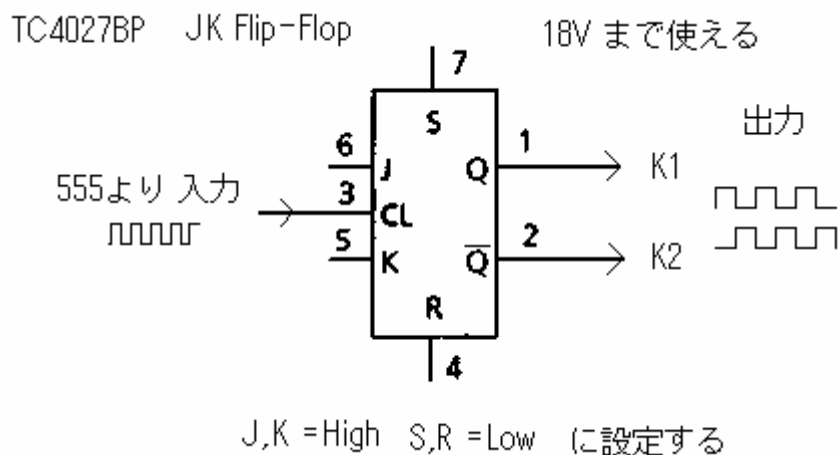 TC4027BP JK Flip-Flop 18V まで使える
7
S
出力
6 J Q 1 K1
555より 入力 3 CL
5 K Q̅ 2 K2
R
4
J,K =High S,R =Low に設定する